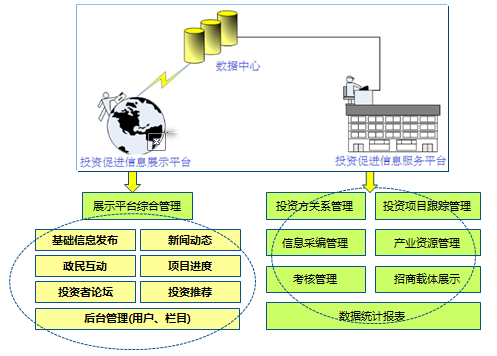 数据中心
投资促进信息展示平台
投资促进信息服务平台
展示平台综合管理
投资方关系管理
投资项目跟踪管理
基础信息发布
新闻动态
信息采编管理
产业资源管理
政民互动
项目进度
考核管理
招商载体展示
投资者论坛
投资推荐
后台管理(用户、栏目)
数据统计报表